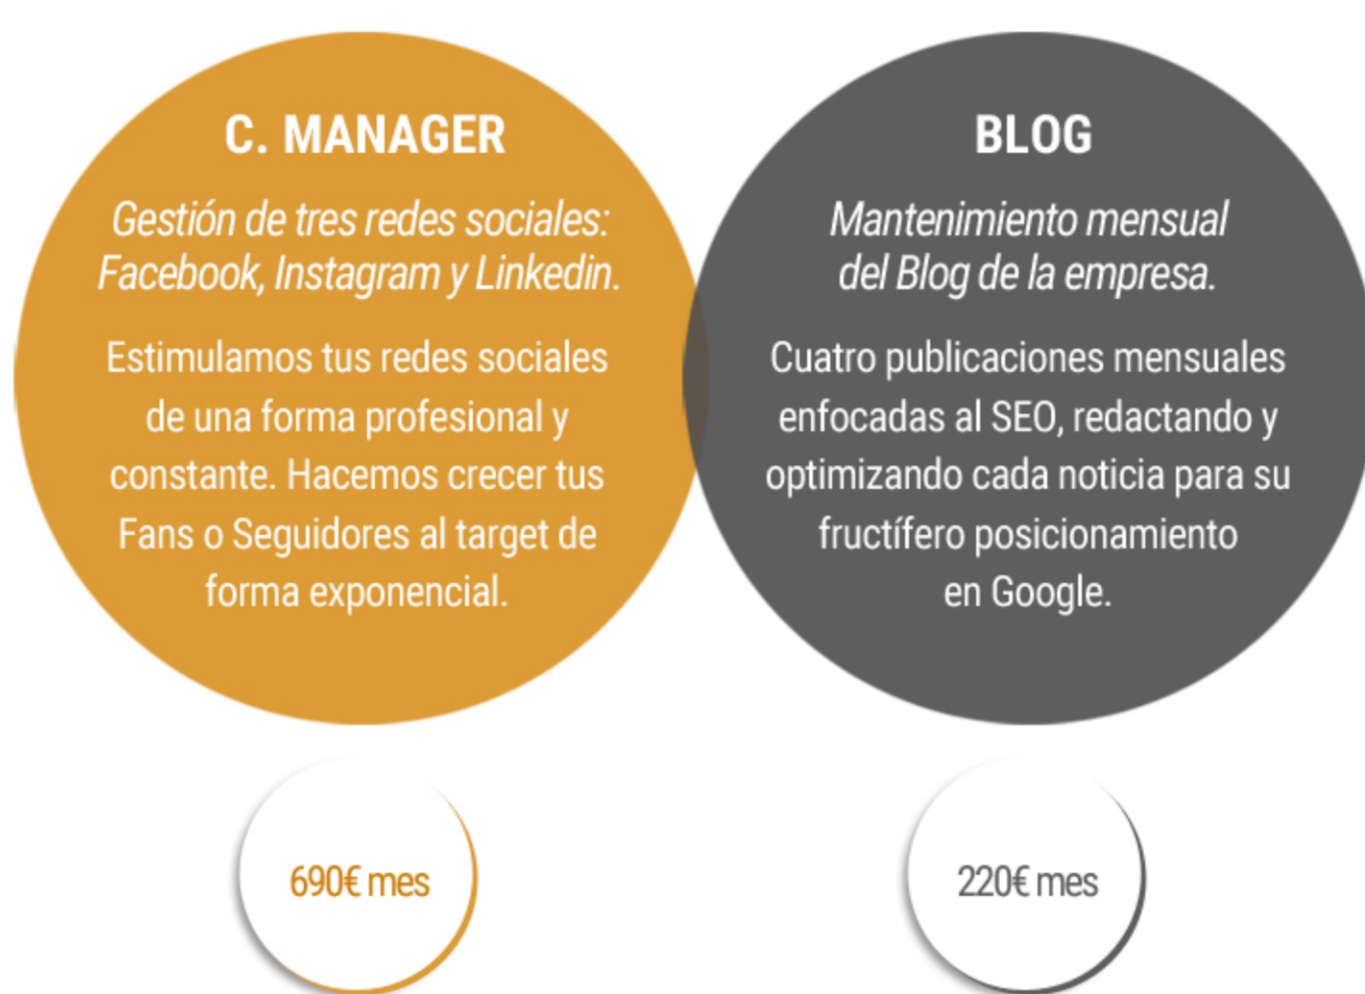 C. MANAGER
Gestión de tres redes sociales:
Facebook, Instagram y Linkedin.
Estimulamos tus redes sociales
de una forma profesional y
constante. Hacemos crecer tus
Fans o Seguidores al target de
forma exponencial.
690€ mes
BLOG
Mantenimiento mensual
del Blog de la empresa.
Cuatro publicaciones mensuales
enfocadas al SEO, redactando y
optimizando cada noticia para su
fructífero posicionamiento
en Google.
220€ mes